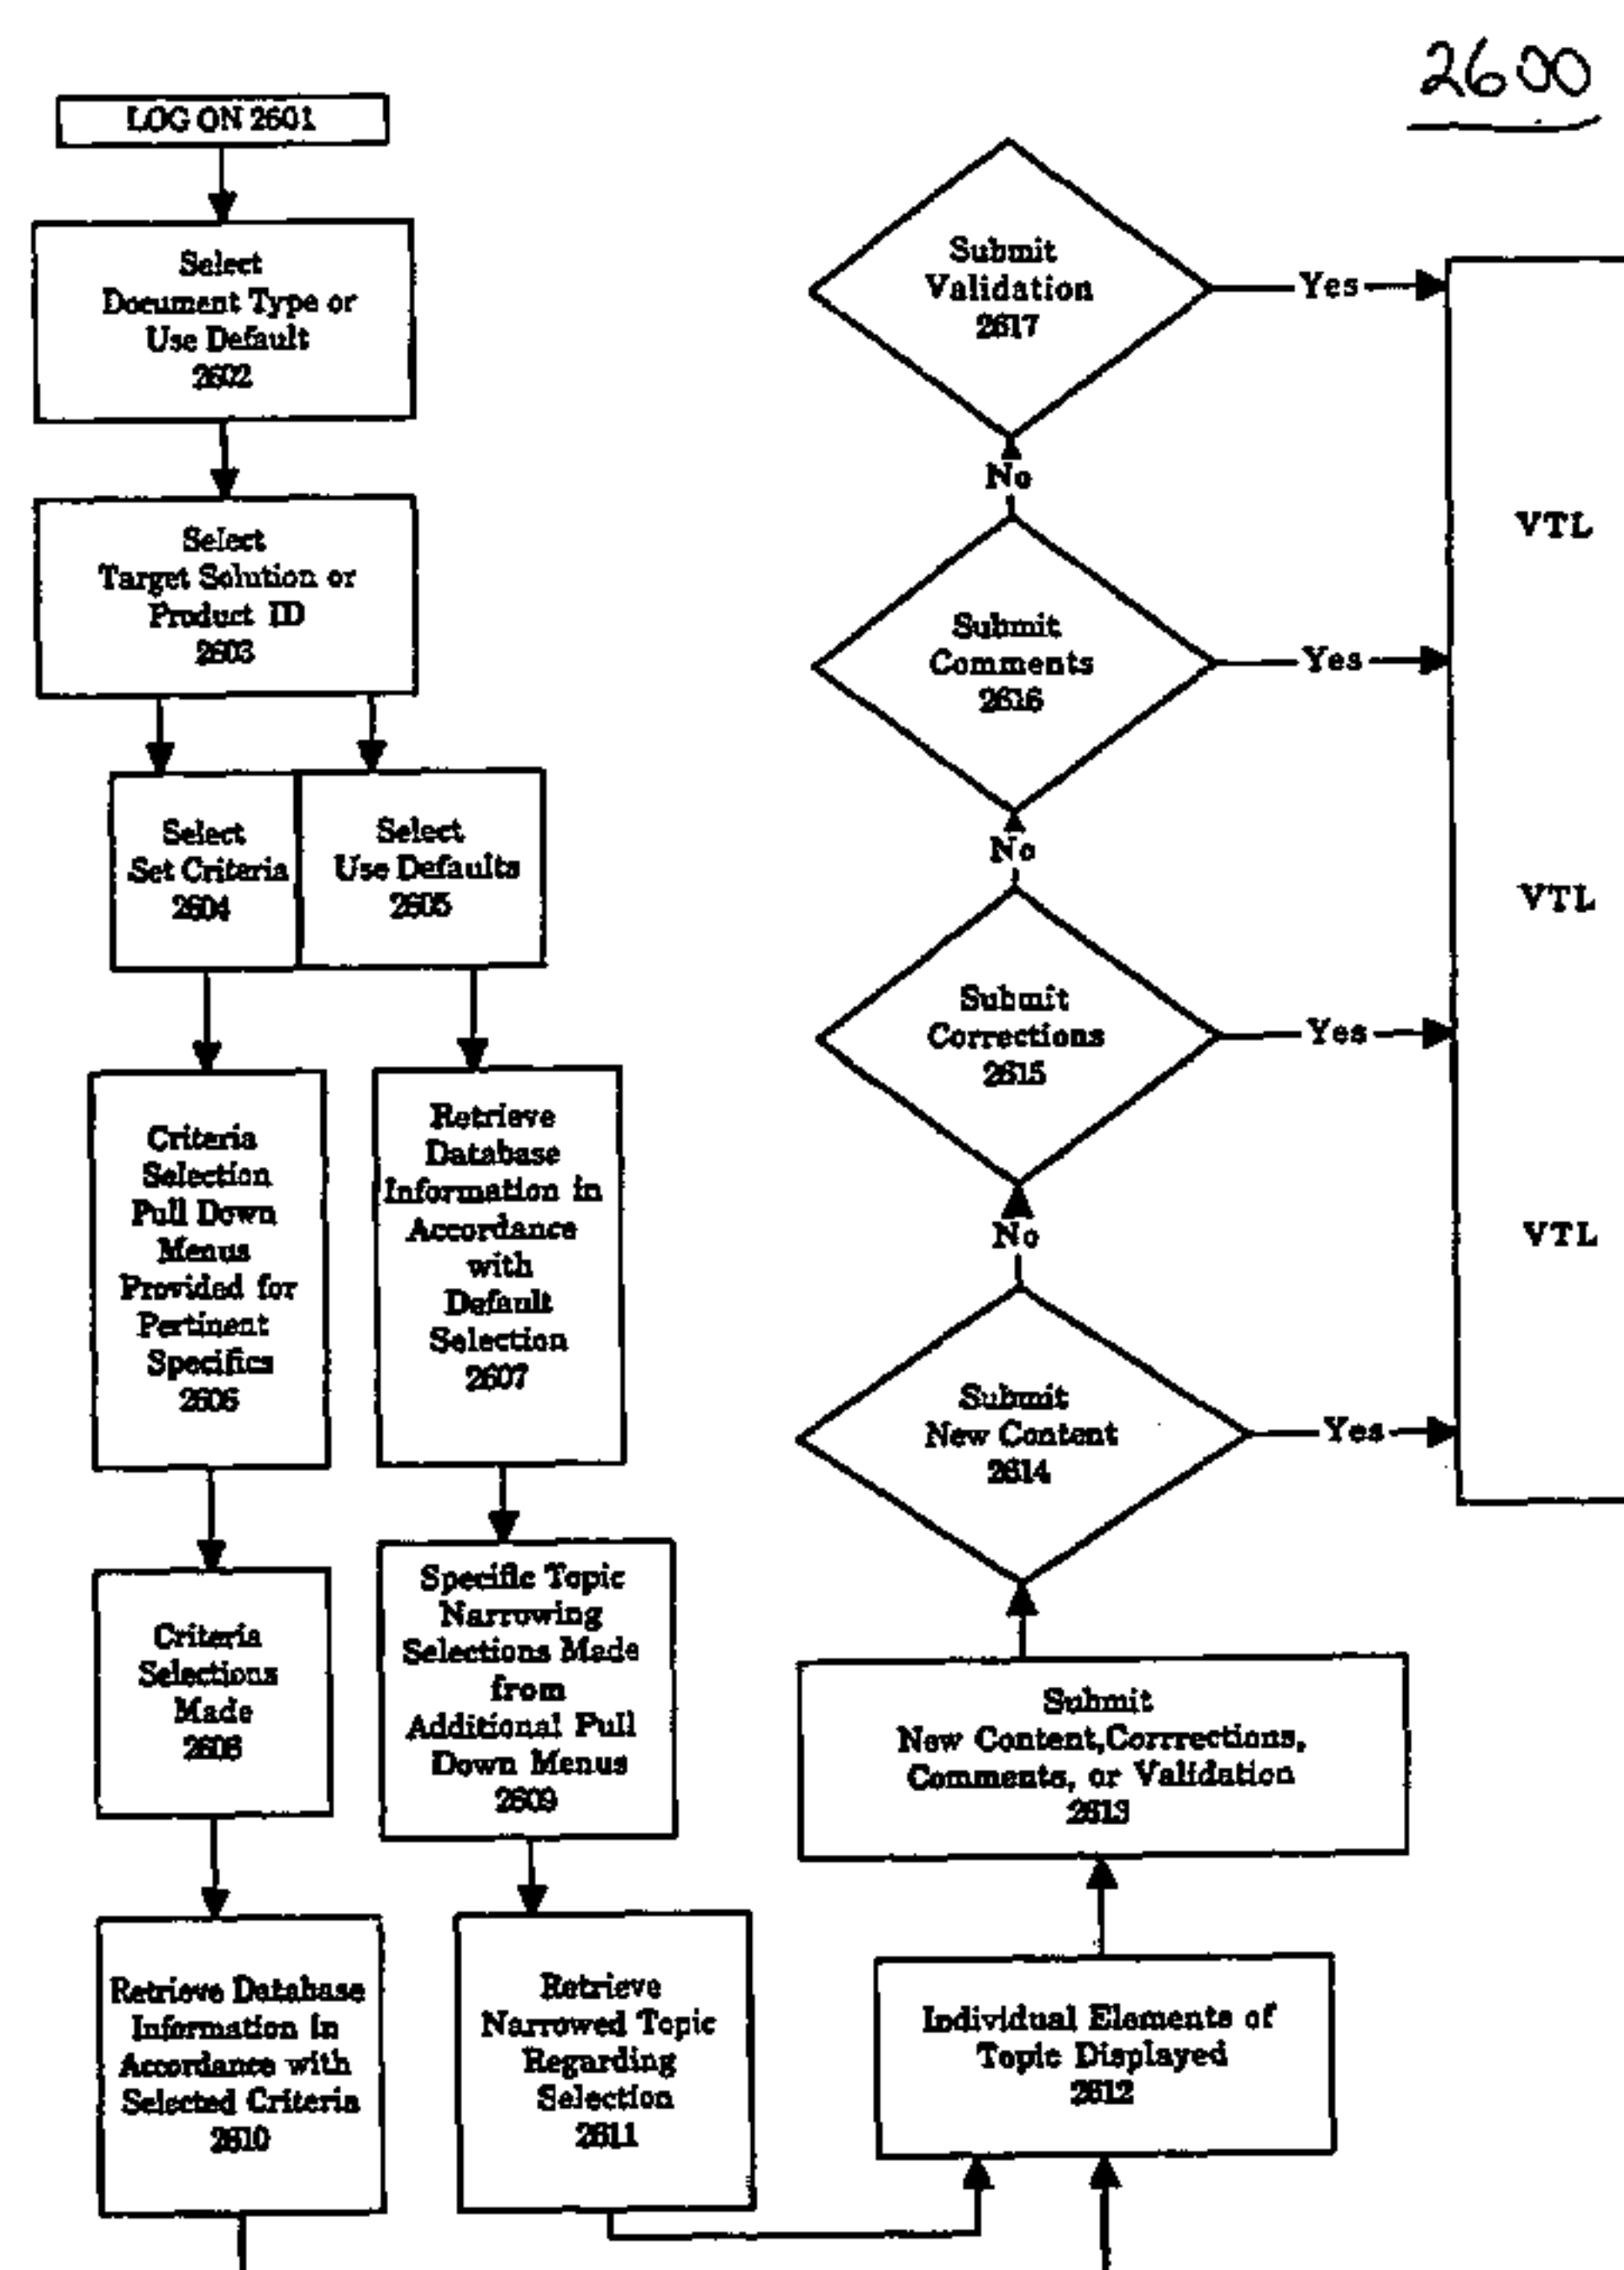 2600
LOG ON 2601
Select
Document Type or
Use Default
2602
Select
Target Solution or
Product ID
2603
Select
Set Criteria
2604
Select
Use Defaults
2605
Criteria
Selection
Pull Down
Menus
Provided for
Pertinent
Specifics
2606
Retrieve
Database
Information in
Accordance
with
Default
Selection
2607
Criteria
Selections
Made
2608
Specific Topic
Narrowing
Selections Made
from
Additional Pull
Down Menus
2609
Retrieve Database
Information in
Accordance with
Selected Criteria
2610
Retrieve
Narrowed Topic
Regarding
Selection
2611
Individual Elements of
Topic Displayed
2612
Submit
New Content,Corrrections,
Comments, or Validation
2613
Submit
New Content
2614
Yes
No
Submit
Corrections
2615
Yes
No
Submit
Comments
2616
Yes
No
Submit
Validation
2617
Yes
VTL
VTL
VTL